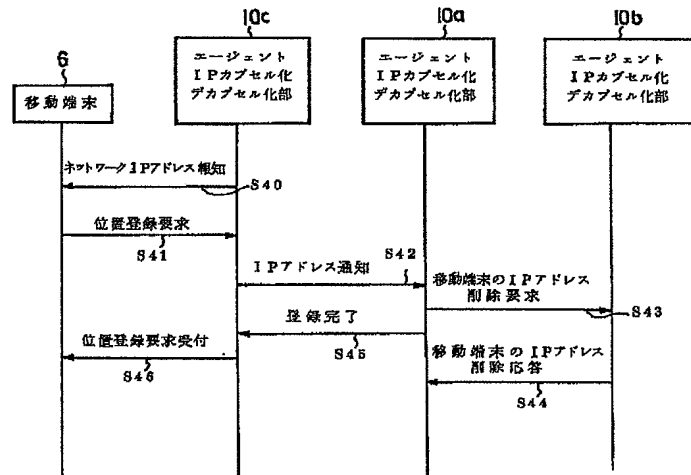 10c
10a
10b
6
移動端末
エージェント
IPカプセル化
デカプセル化部
エージェント
IPカプセル化
デカプセル化部
エージェント
IPカプセル化
デカプセル化部
ネットワークIPアドレス報知
S40
位置登録要求
S41
IPアドレス通知
S42
移動端末のIPアドレス
削除要求
S43
登録完了
S45
位置登録要求受付
S46
移動端末のIPアドレス
削除応答
S44